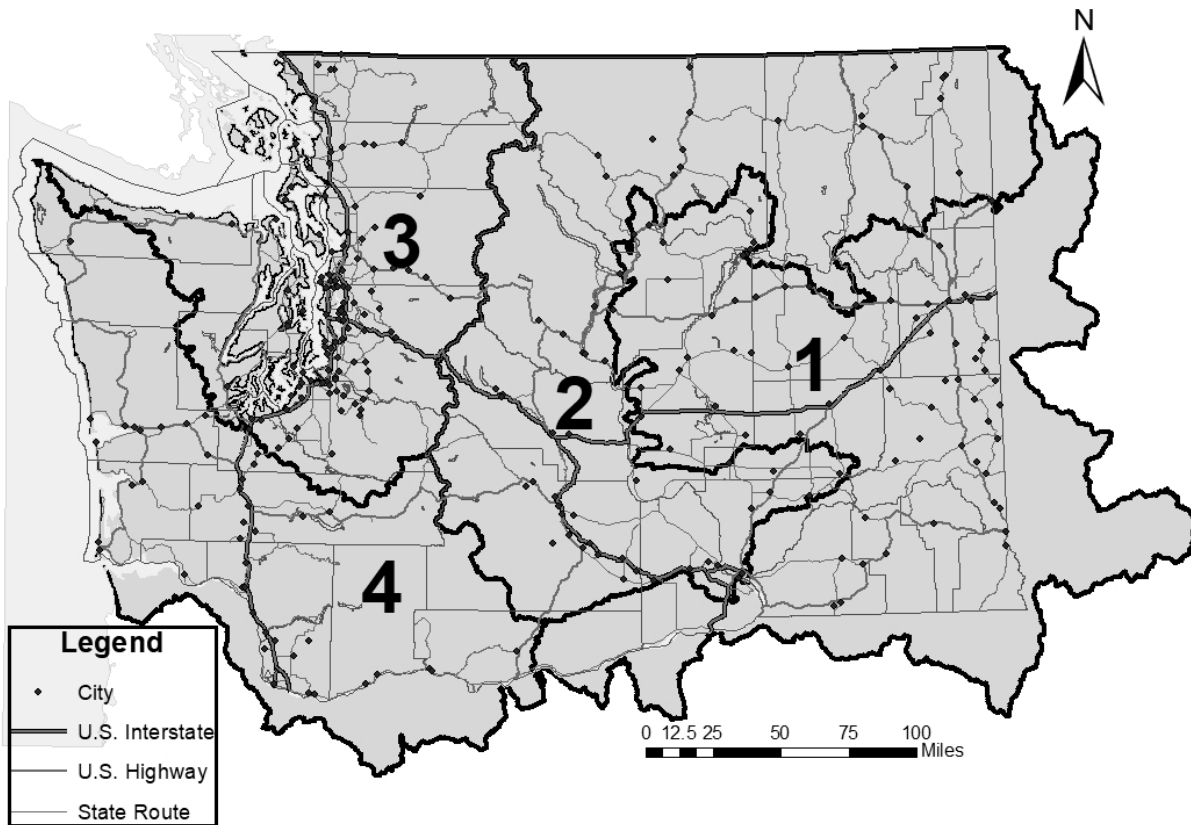 N
3
1
2
4
Legend
City
U.S. Interstate
U.S. Highway
State Route
0 12.5 25 50 75 100
Miles